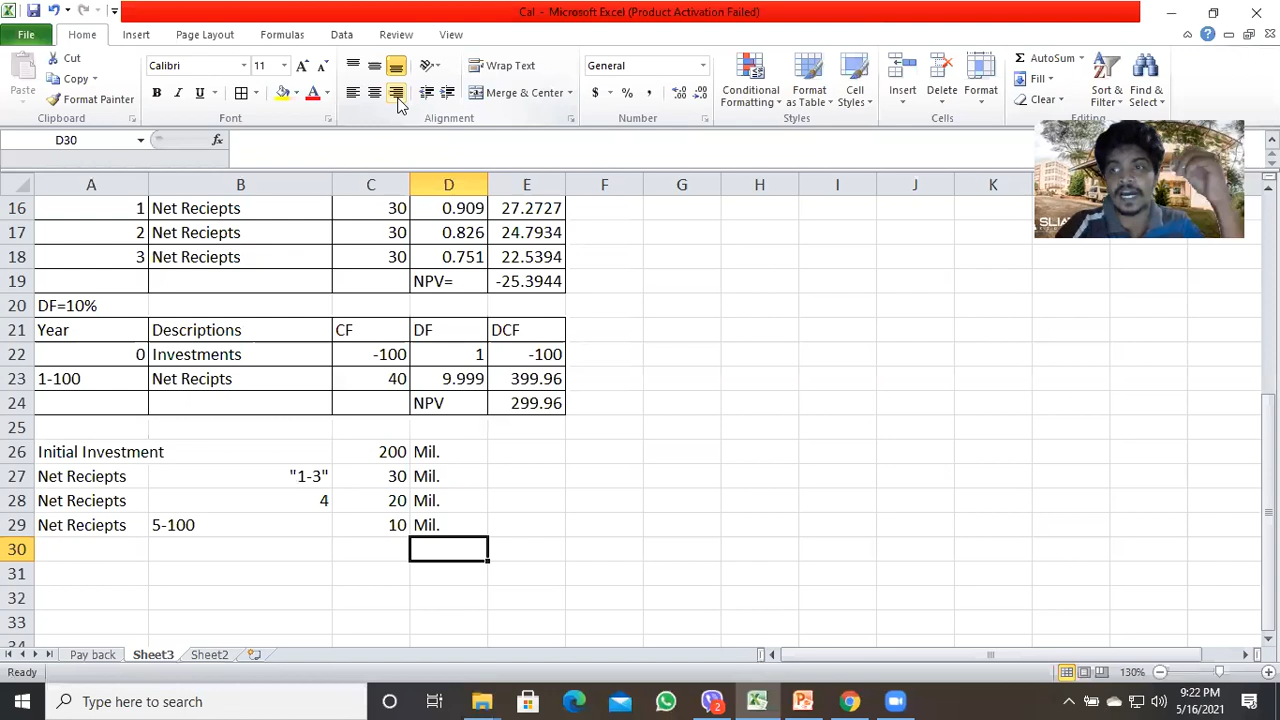 Cal - Microsoft Excel (Product Activation Failed)
File Home Insert Page Layout Formulas Data Review View
Paste Cut Copy Format Painter Clipboard
Calibri 11 B I U A Font
Wrap Text Merge & Center Alignment
General $ % , Number
Conditional Formatting Format as Table Cell Styles Styles
Insert Delete Format Cells
Σ AutoSum Fill Clear Sort & Filter Find & Select Editing
D30 fx
SLIA
A B C D E F G H I J K
16 1 Net Reciepts 30 0.909 27.2727
17 2 Net Reciepts 30 0.826 24.7934
18 3 Net Reciepts 30 0.751 22.5394
19 NPV= -25.3944
20 DF=10%
21 Year Descriptions CF DF DCF
22 0 Investments -100 1 -100
23 1-100 Net Recipts 40 9.999 399.96
24 NPV 299.96
25
26 Initial Investment 200 Mil.
27 Net Reciepts "1-3" 30 Mil.
28 Net Reciepts 4 20 Mil.
29 Net Reciepts 5-100 10 Mil.
30
31
32
33
34
Pay back Sheet3 Sheet2
Ready 130%
Type here to search 2 9:22 PM
5/16/2021